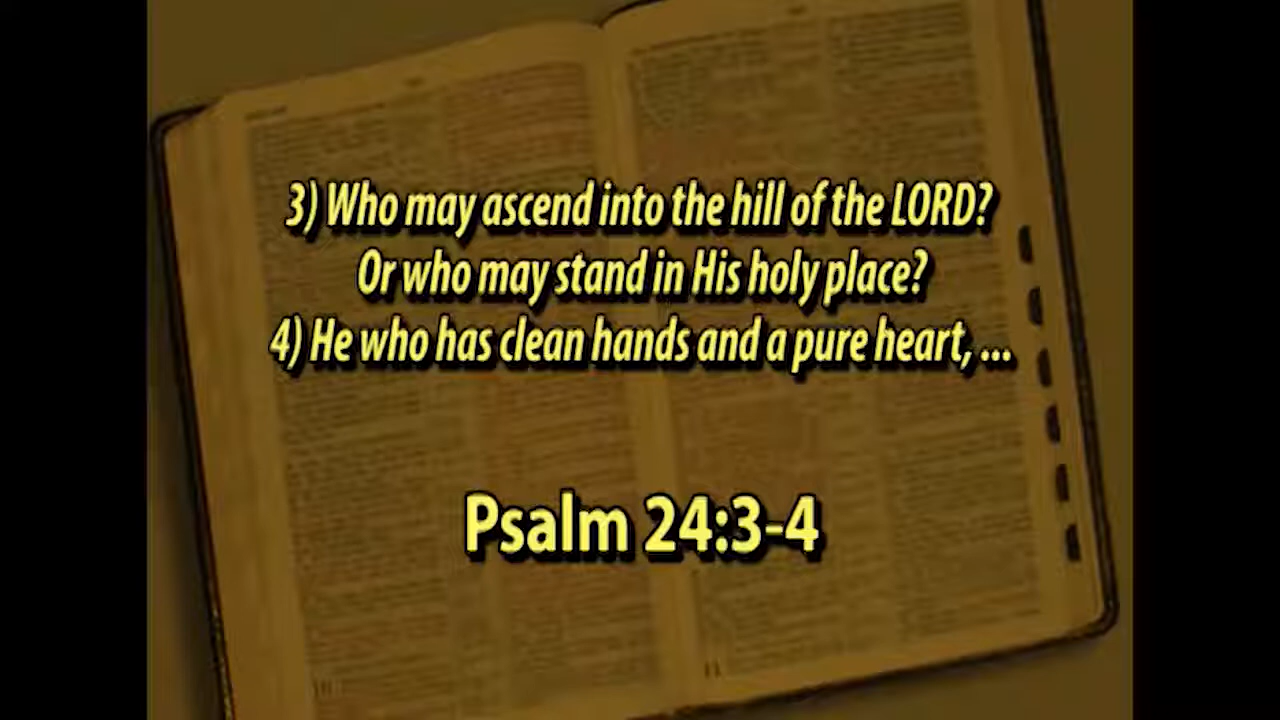 3) Who may ascend into the hill of the LORD?
Or who may stand in His holy place?
4) He who has clean hands and a pure heart, ...
Psalm 24:3-4